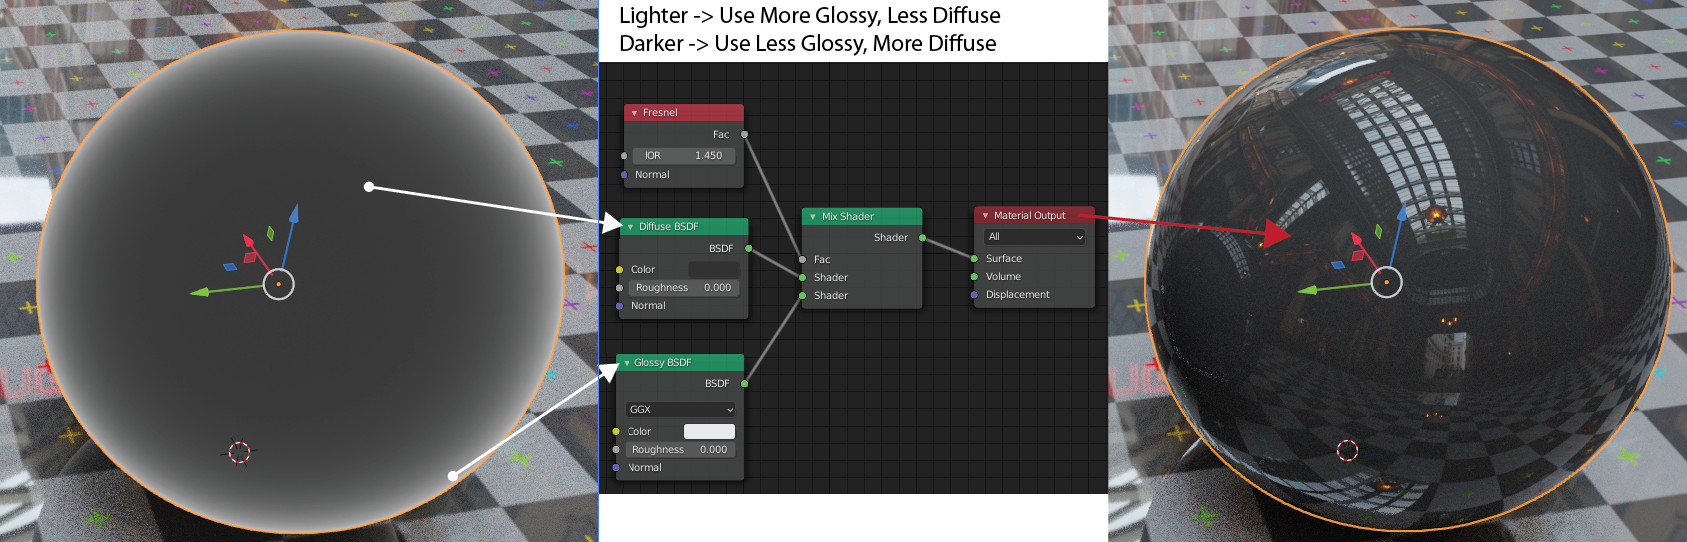 Lighter -> Use More Glossy, Less Diffuse
Darker -> Use Less Glossy, More Diffuse
Fresnel
Fac
IOR 1.450
Normal
Diffuse BSDF
BSDF
Color
Roughness 0.000
Normal
Glossy BSDF
BSDF
GGX
Color
Roughness 0.000
Normal
Mix Shader
Shader
Fac
Shader
Shader
Material Output
All
Surface
Volume
Displacement